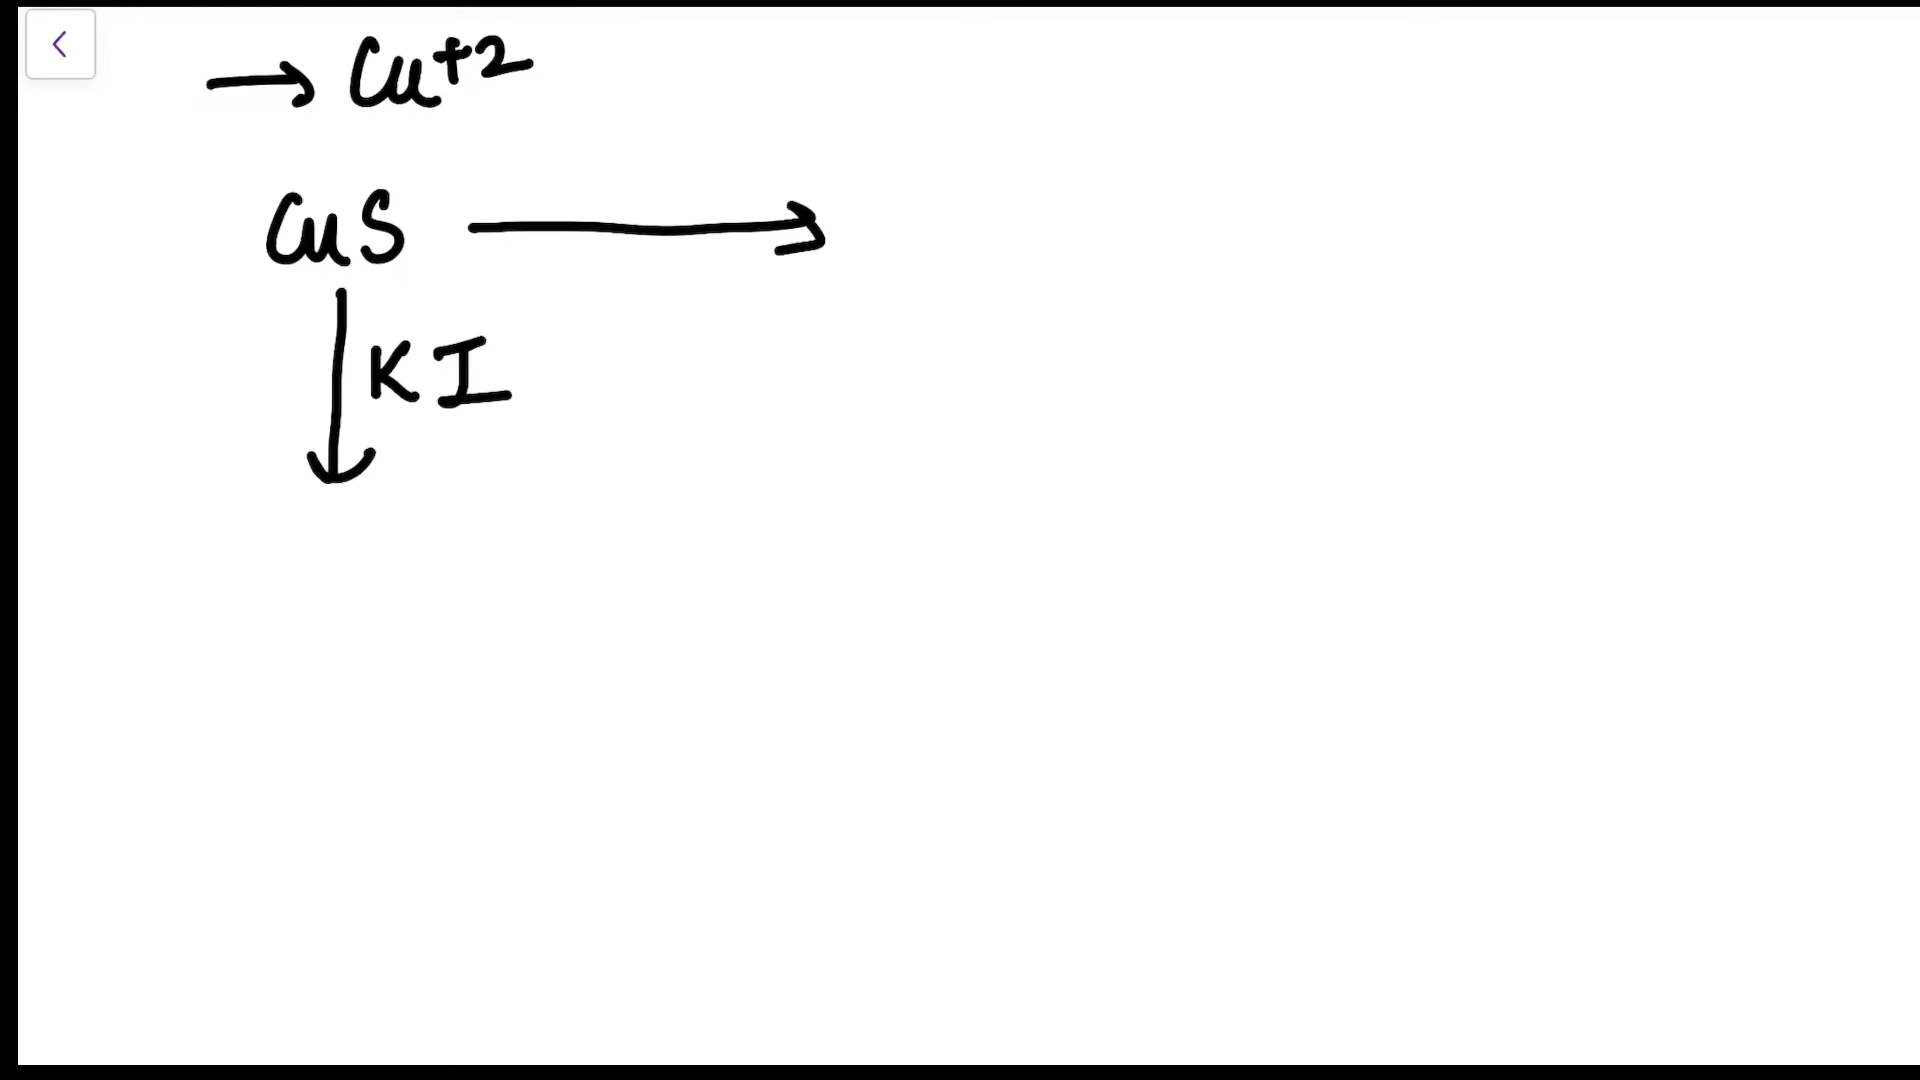 → Cu+2
CuS →
↓ KI